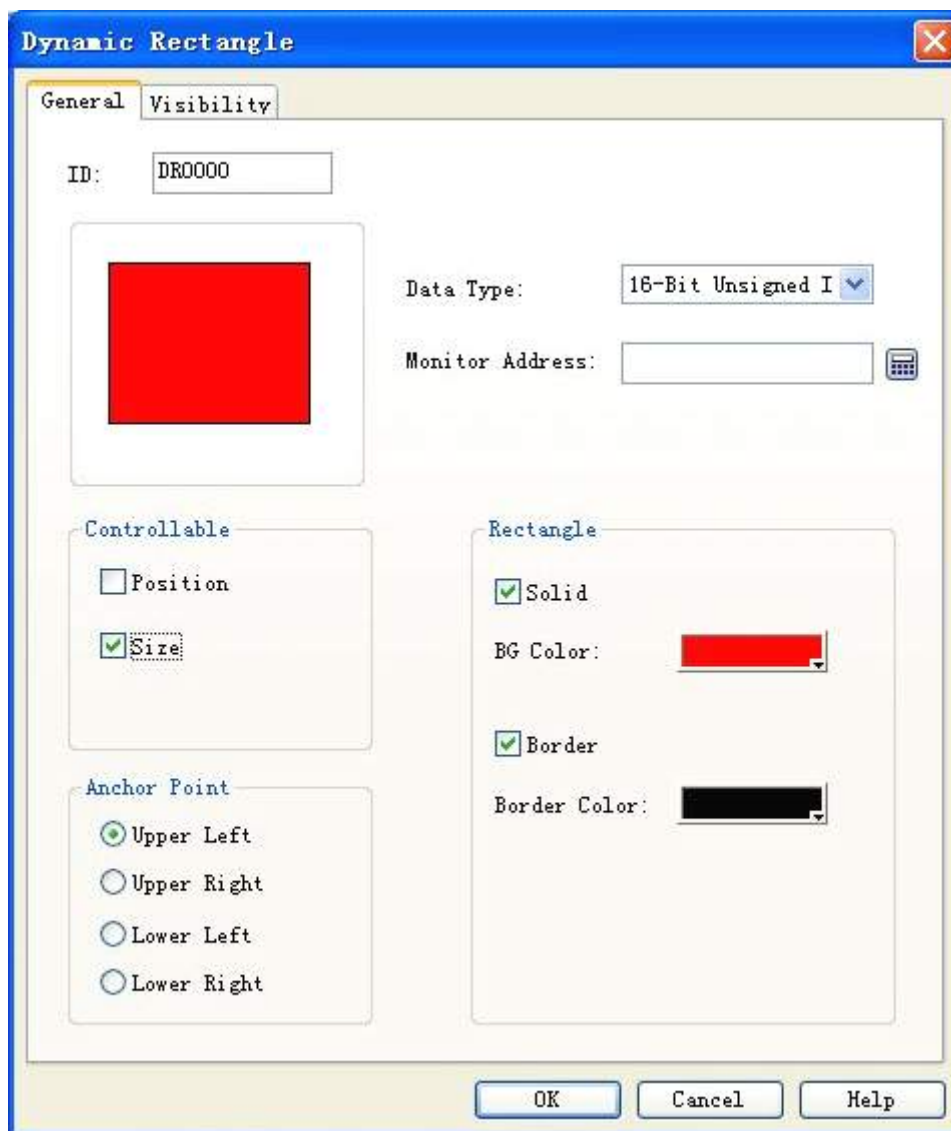 Dynamic Rectangle
General Visibility
ID: DR0000
Data Type: 16-Bit Unsigned I
Monitor Address:
Controllable
Position
Size
Rectangle
Solid
BG Color:
Border
Border Color:
Anchor Point
Upper Left
Upper Right
Lower Left
Lower Right
OK Cancel Help